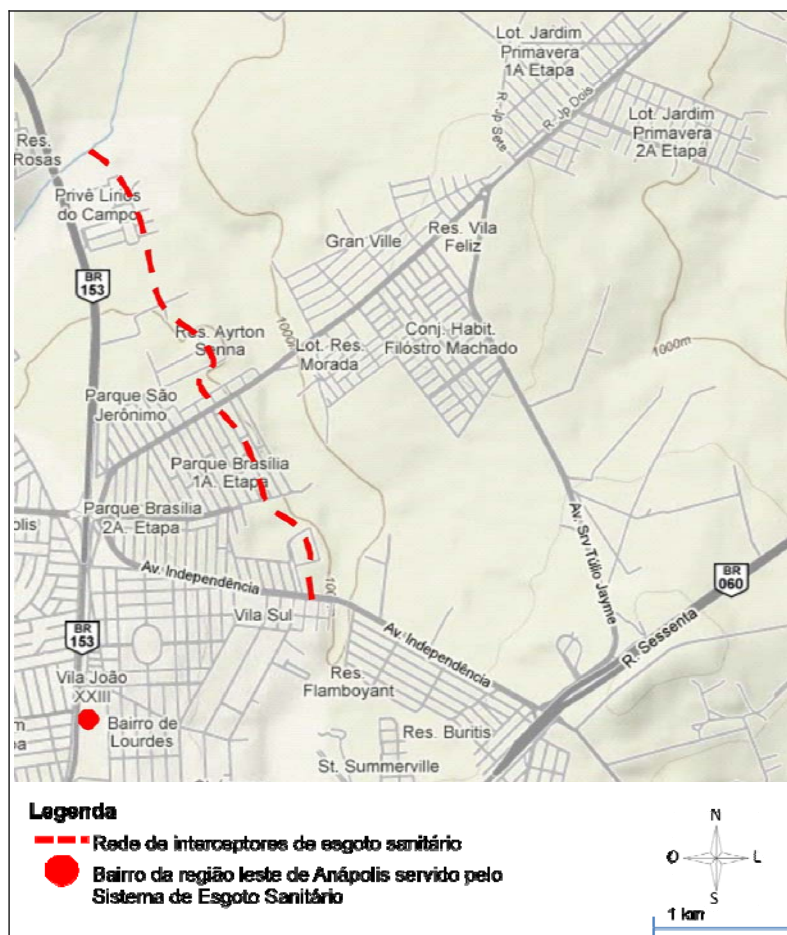 Lot. Jardim
Primavera
1A Etapa
R. Jp Sete
R. Jp Dois
Lot. Jardim
Primavera
2A Etapa
Res.
Rosas
Privê Lírios
do Campo
Gran Ville
Res. Vila
Feliz
BR
153
Res. Ayrton
Senna
1000m
Lot. Res.
Morada
Conj. Habit.
Filóstro Machado
1000m
Parque São
Jerônimo
Parque Brasília
1A. Etapa
Parque Brasília
2A. Etapa
olis
Av. Independência
Av. Srv. Túlio Jayme
BR
060
Vila Sul
Av. Independência
R. Sessenta
BR
153
Vila João
XXIII
Res.
Flamboyant
Bairro de
Lourdes
Res. Buritis
St. Summerville
Legenda
Rede de interceptores de esgoto sanitário
Bairro da região leste de Anápolis servido pelo
Sistema de Esgoto Sanitário
N
O
L
S
1 km